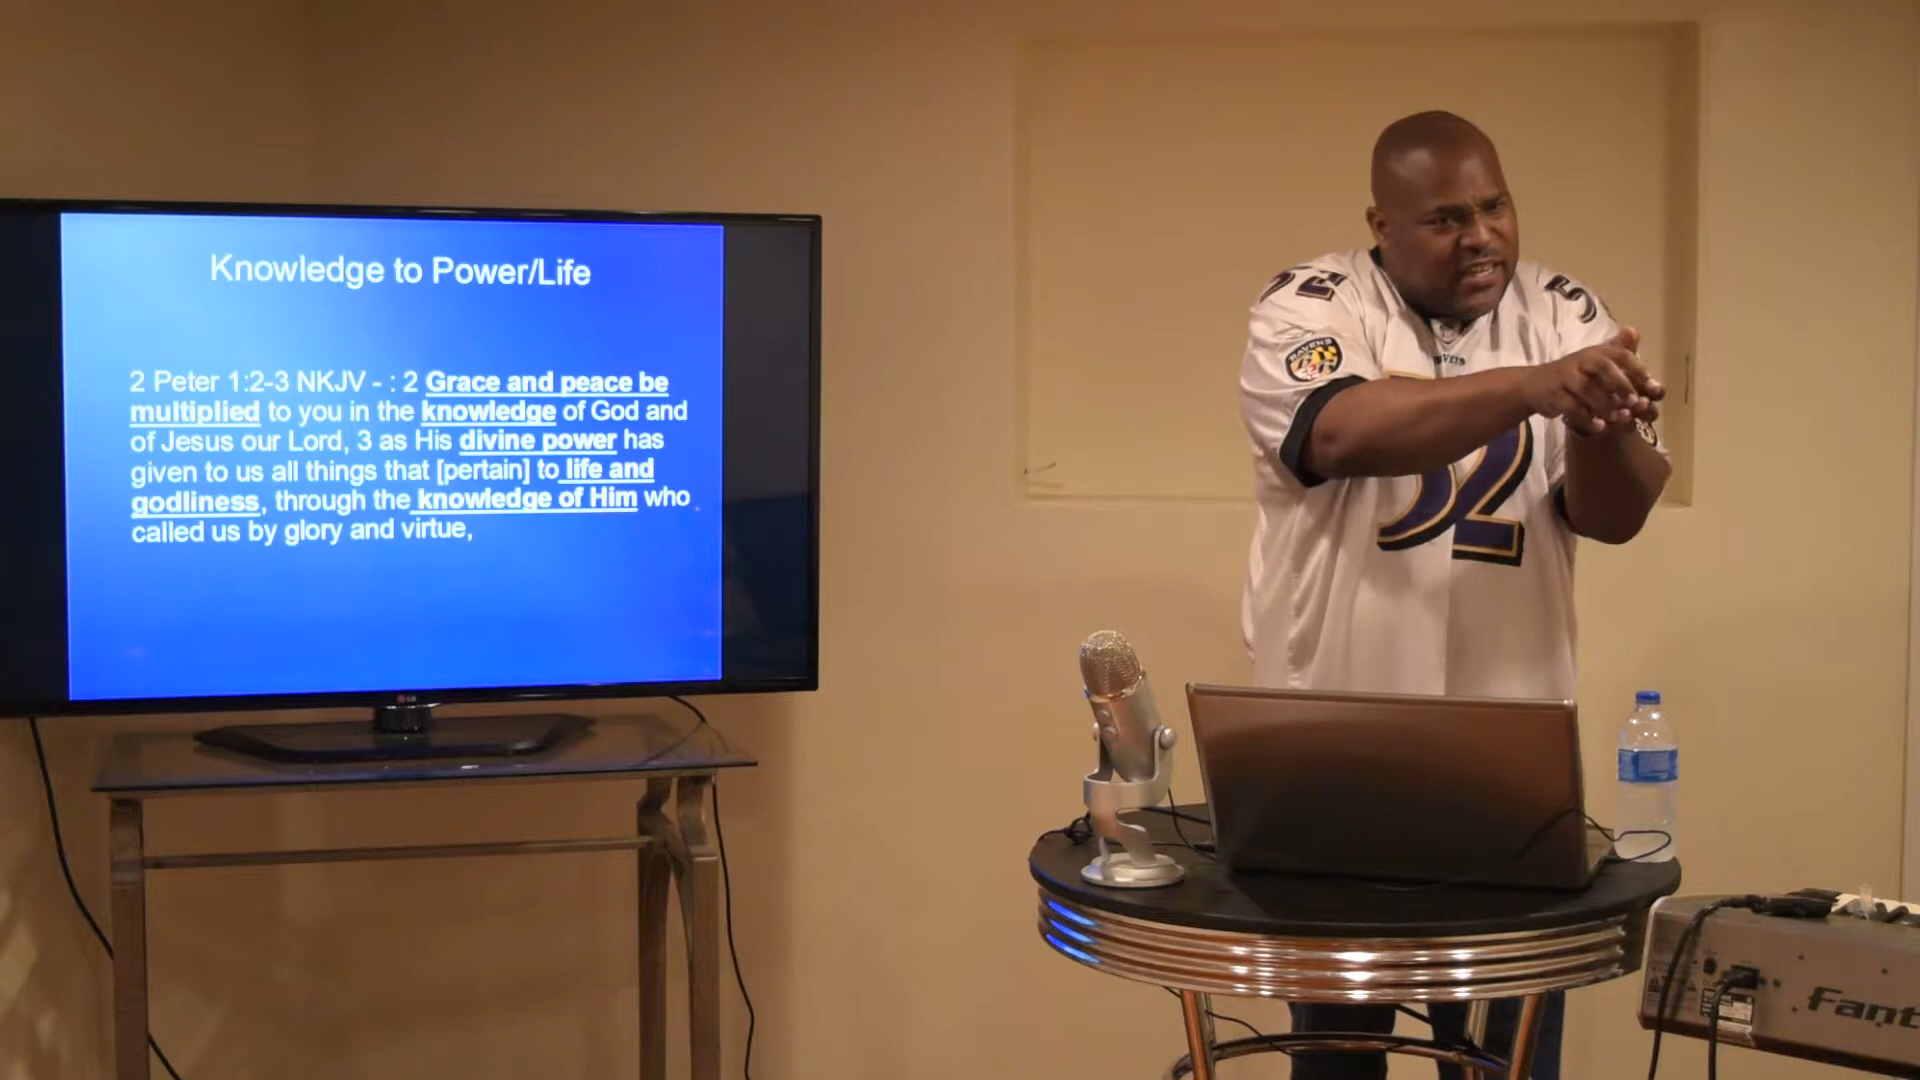 Knowledge to Power/Life
2 Peter 1:2-3 NKJV - : 2 Grace and peace be
multiplied to you in the knowledge of God and
of Jesus our Lord, 3 as His divine power has
given to us all things that [pertain] to life and
godliness, through the knowledge of Him who
called us by glory and virtue,
LG
52
5
RAVENS
52
Fant